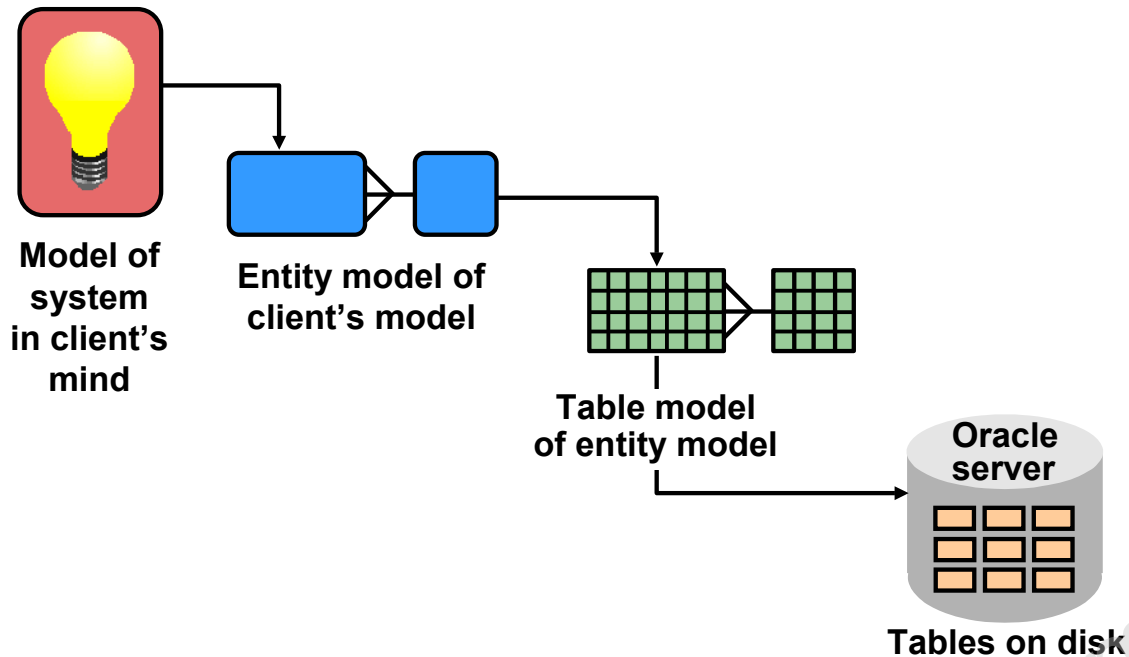 Model of
system
in client's
mind
Entity model of
client's model
Table model
of entity model
Oracle
server
Tables on disk